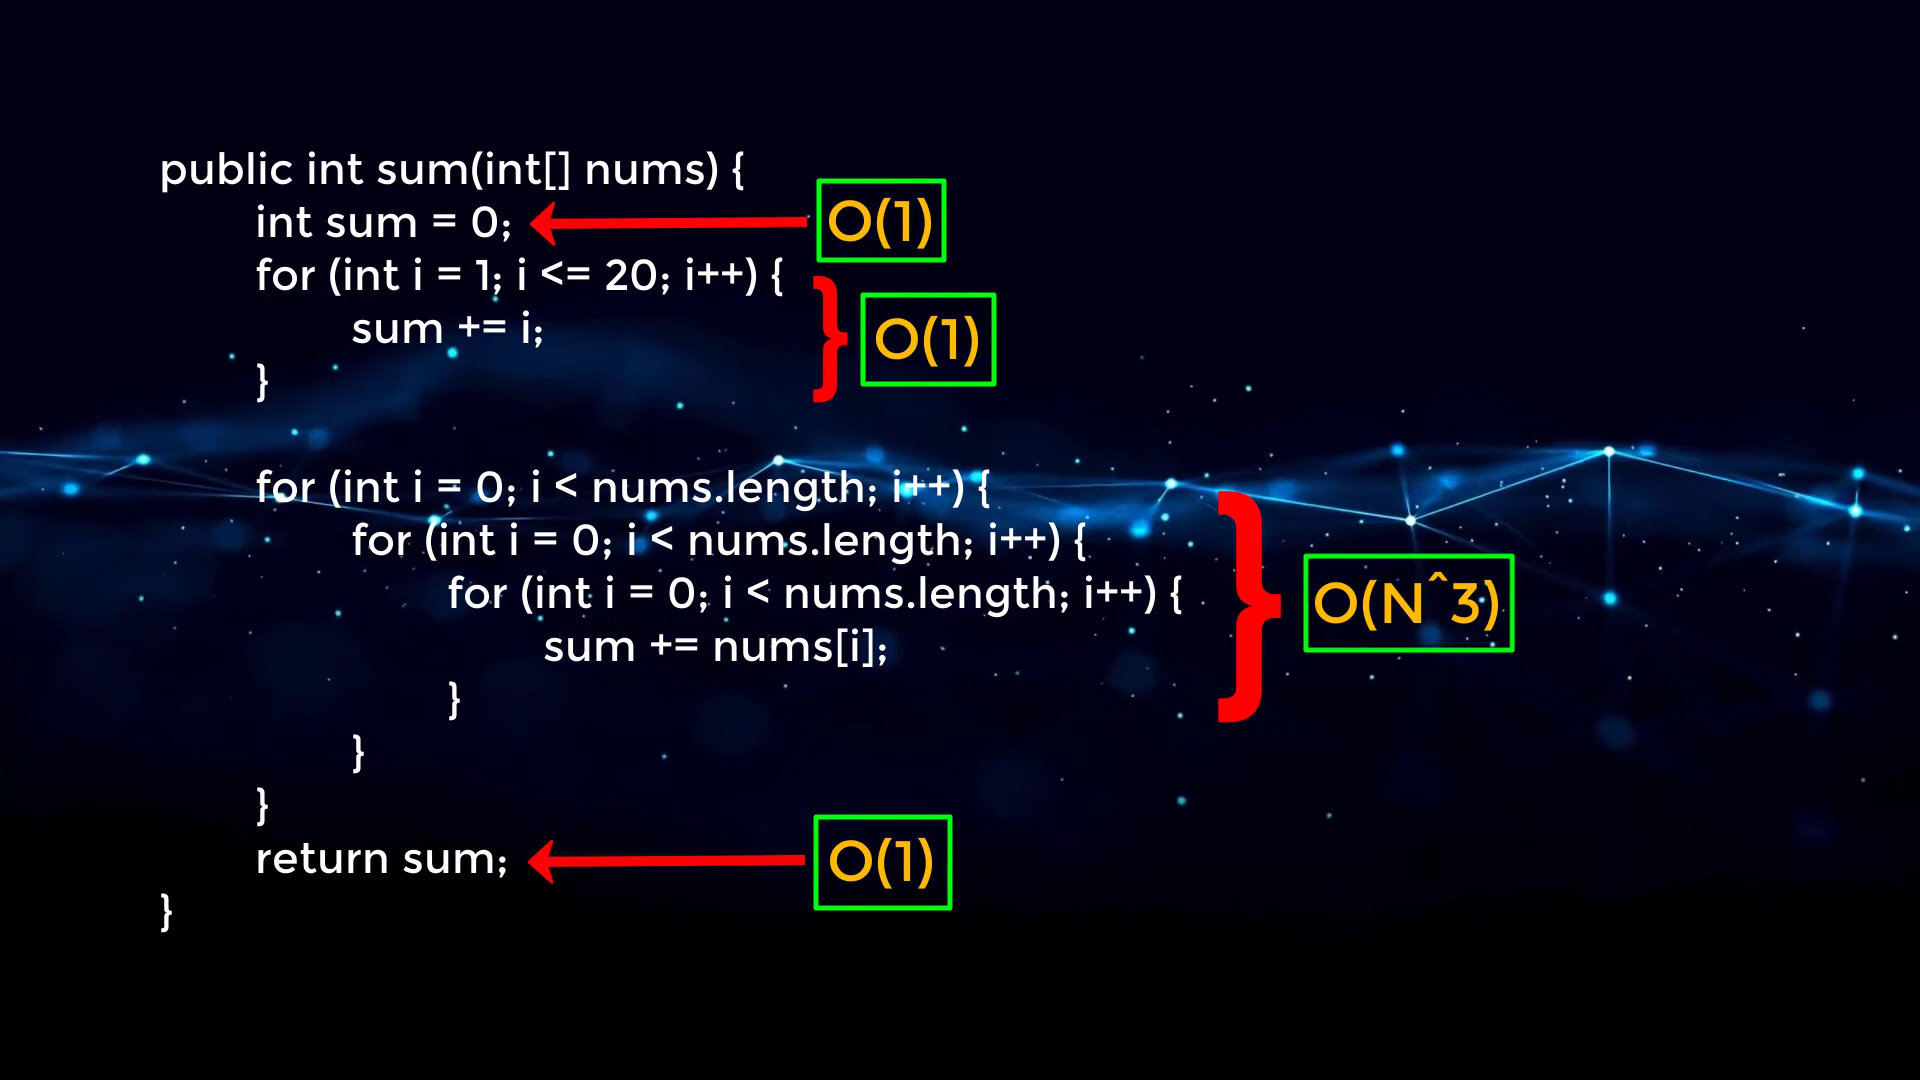 public int sum(int[] nums) {
int sum = 0; O(1)
for (int i = 1; i <= 20; i++) {
sum += i; } O(1)
}
for (int i = 0; i < nums.length; i++) {
for (int i = 0; i < nums.length; i++) {
for (int i = 0; i < nums.length; i++) { } O(N^3)
sum += nums[i];
}
}
}
return sum; O(1)
}